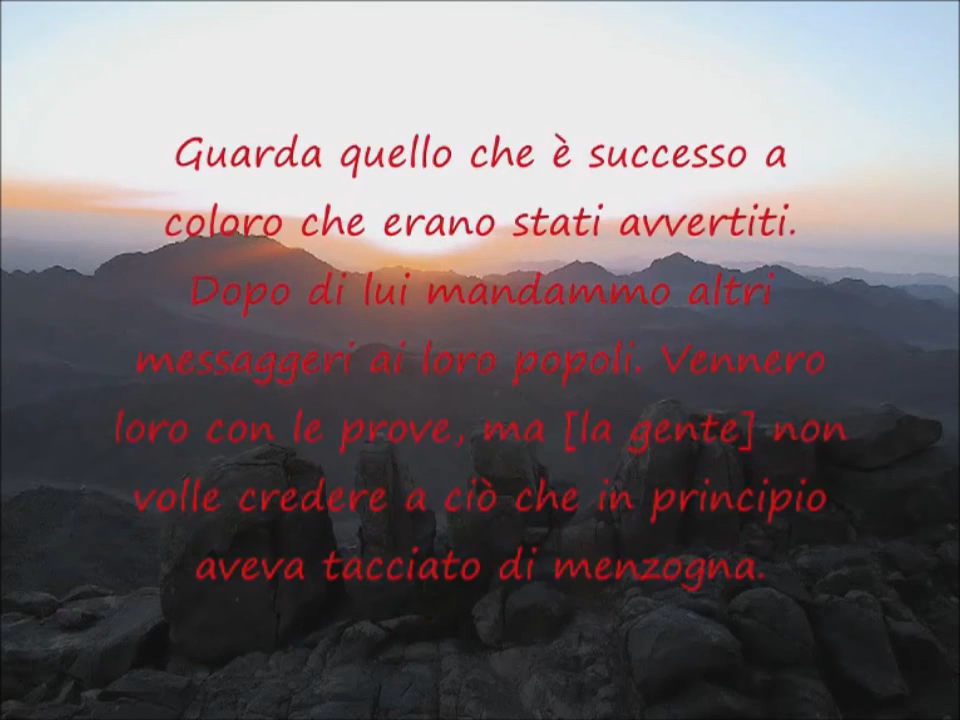 Guarda quello che è successo a
coloro che erano stati avvertiti.
Dopo di lui mandammo altri
messaggeri ai loro popoli. Vennero
loro con le prove, ma [la gente] non
volle credere a ciò che in principio
aveva tacciato di menzogna.